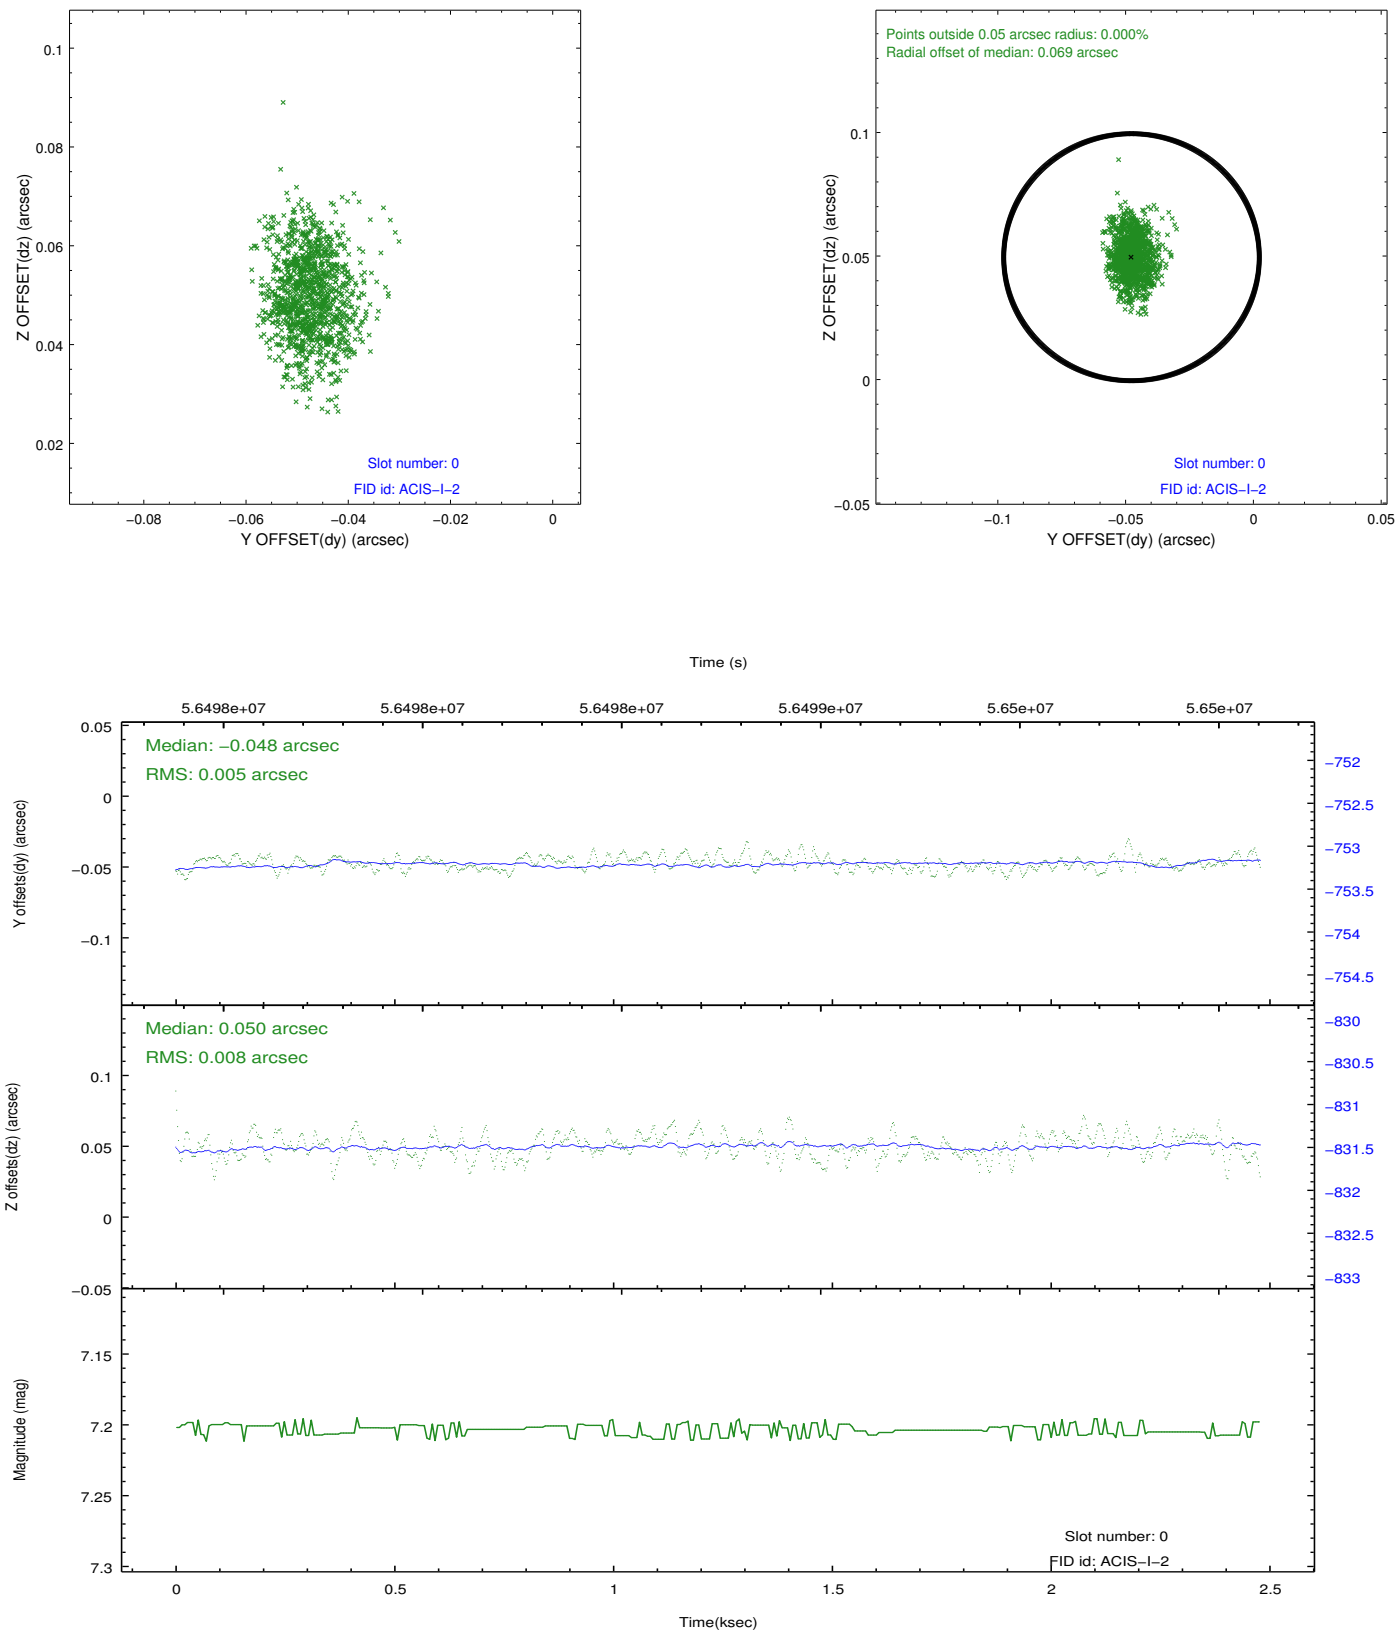 0.1
0.08
0.06
0.04
0.02
Z OFFSET(dz) (arcsec)
Slot number: 0
FID id: ACIS−I−2
−0.08 −0.06 −0.04 −0.02 0
Y OFFSET(dy) (arcsec)
Points outside 0.05 arcsec radius: 0.000%
Radial offset of median: 0.069 arcsec
0.1
0.05
0
−0.05
Z OFFSET(dz) (arcsec)
Slot number: 0
FID id: ACIS−I−2
−0.1 −0.05 0 0.05
Y OFFSET(dy) (arcsec)
Time (s)
5.6498e+07 5.6498e+07 5.6498e+07 5.6499e+07 5.65e+07 5.65e+07
Median: −0.048 arcsec
RMS: 0.005 arcsec
0.05
0
−0.05
−0.1
Y offsets(dy) (arcsec)
−752
−752.5
−753
−753.5
−754
−754.5
Median: 0.050 arcsec
RMS: 0.008 arcsec
0.1
0.05
0
−0.05
Z offsets(dz) (arcsec)
−830
−830.5
−831
−831.5
−832
−832.5
−833
7.15
7.2
7.25
7.3
Magnitude (mag)
Slot number: 0
FID id: ACIS−I−2
0 0.5 1 1.5 2 2.5
Time(ksec)